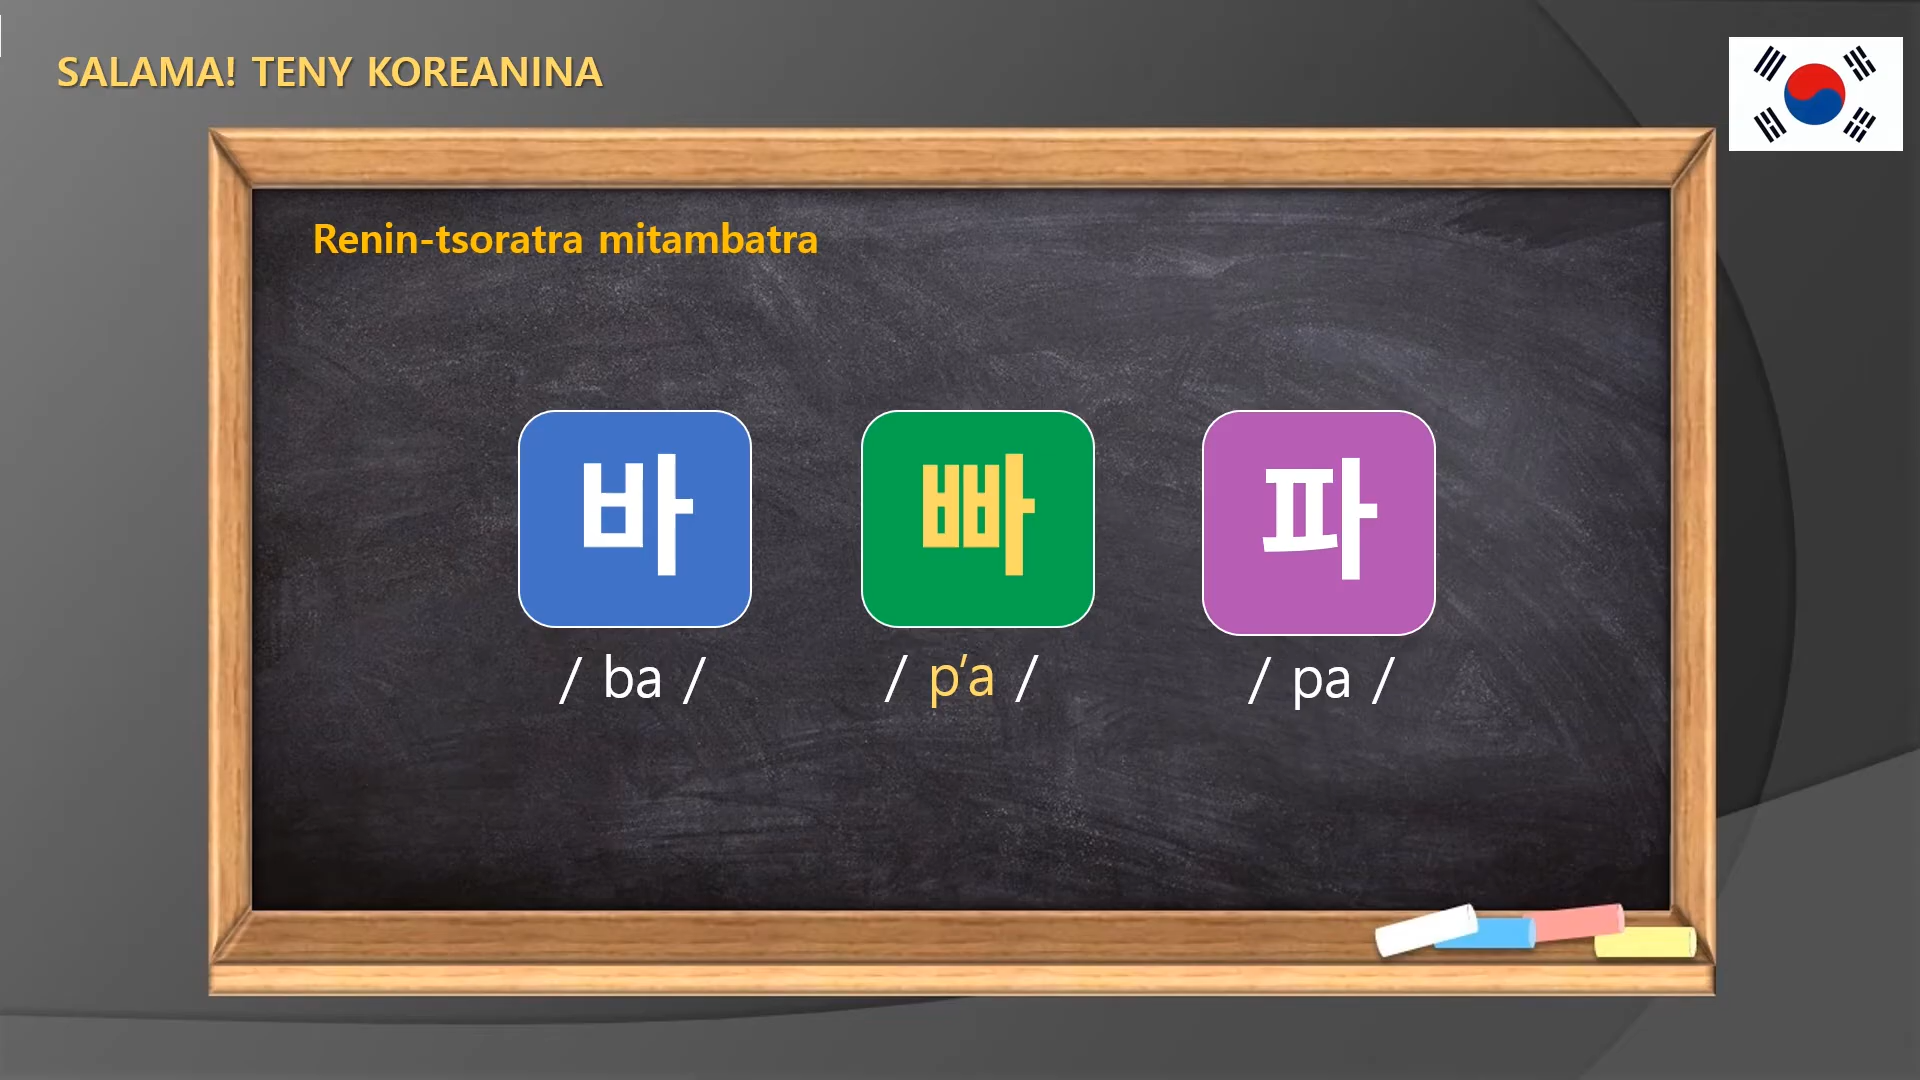 SALAMA! TENY KOREANINA
Renin-tsoratra mitambatra
바 빠 파
/ ba / / p'a / / pa /